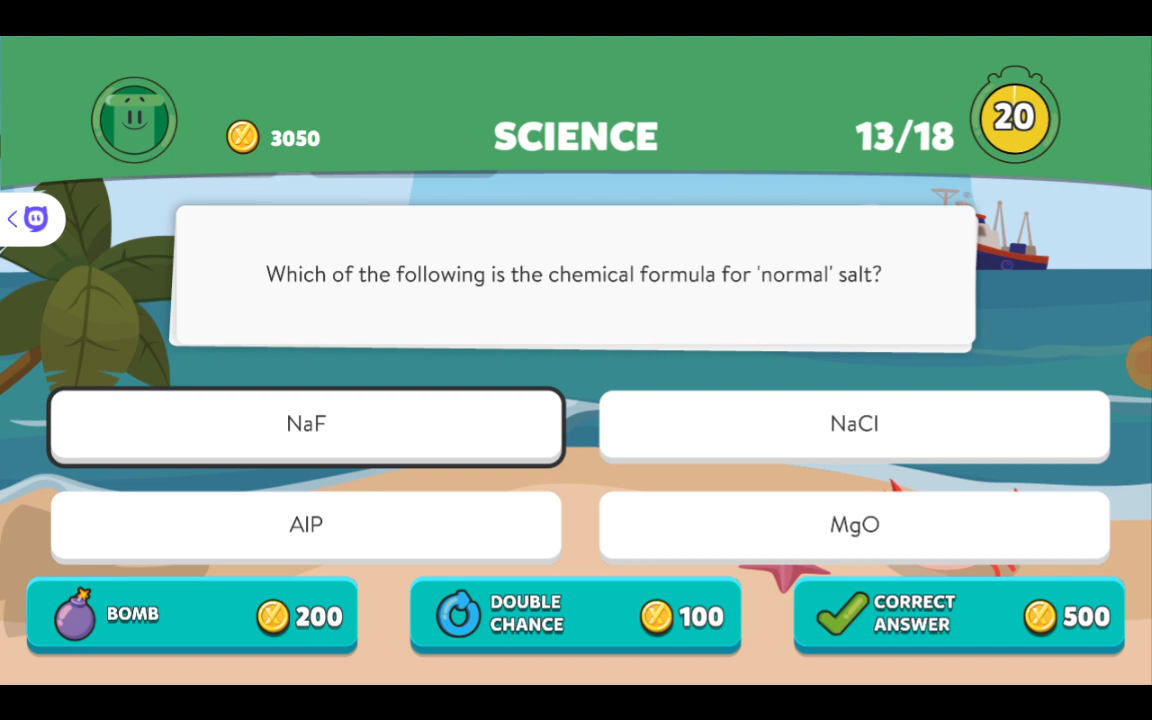 3050
SCIENCE
13/18
20
Which of the following is the chemical formula for 'normal' salt?
NaF
NaCl
AlP
MgO
BOMB
200
DOUBLE
CHANCE
100
CORRECT
ANSWER
500